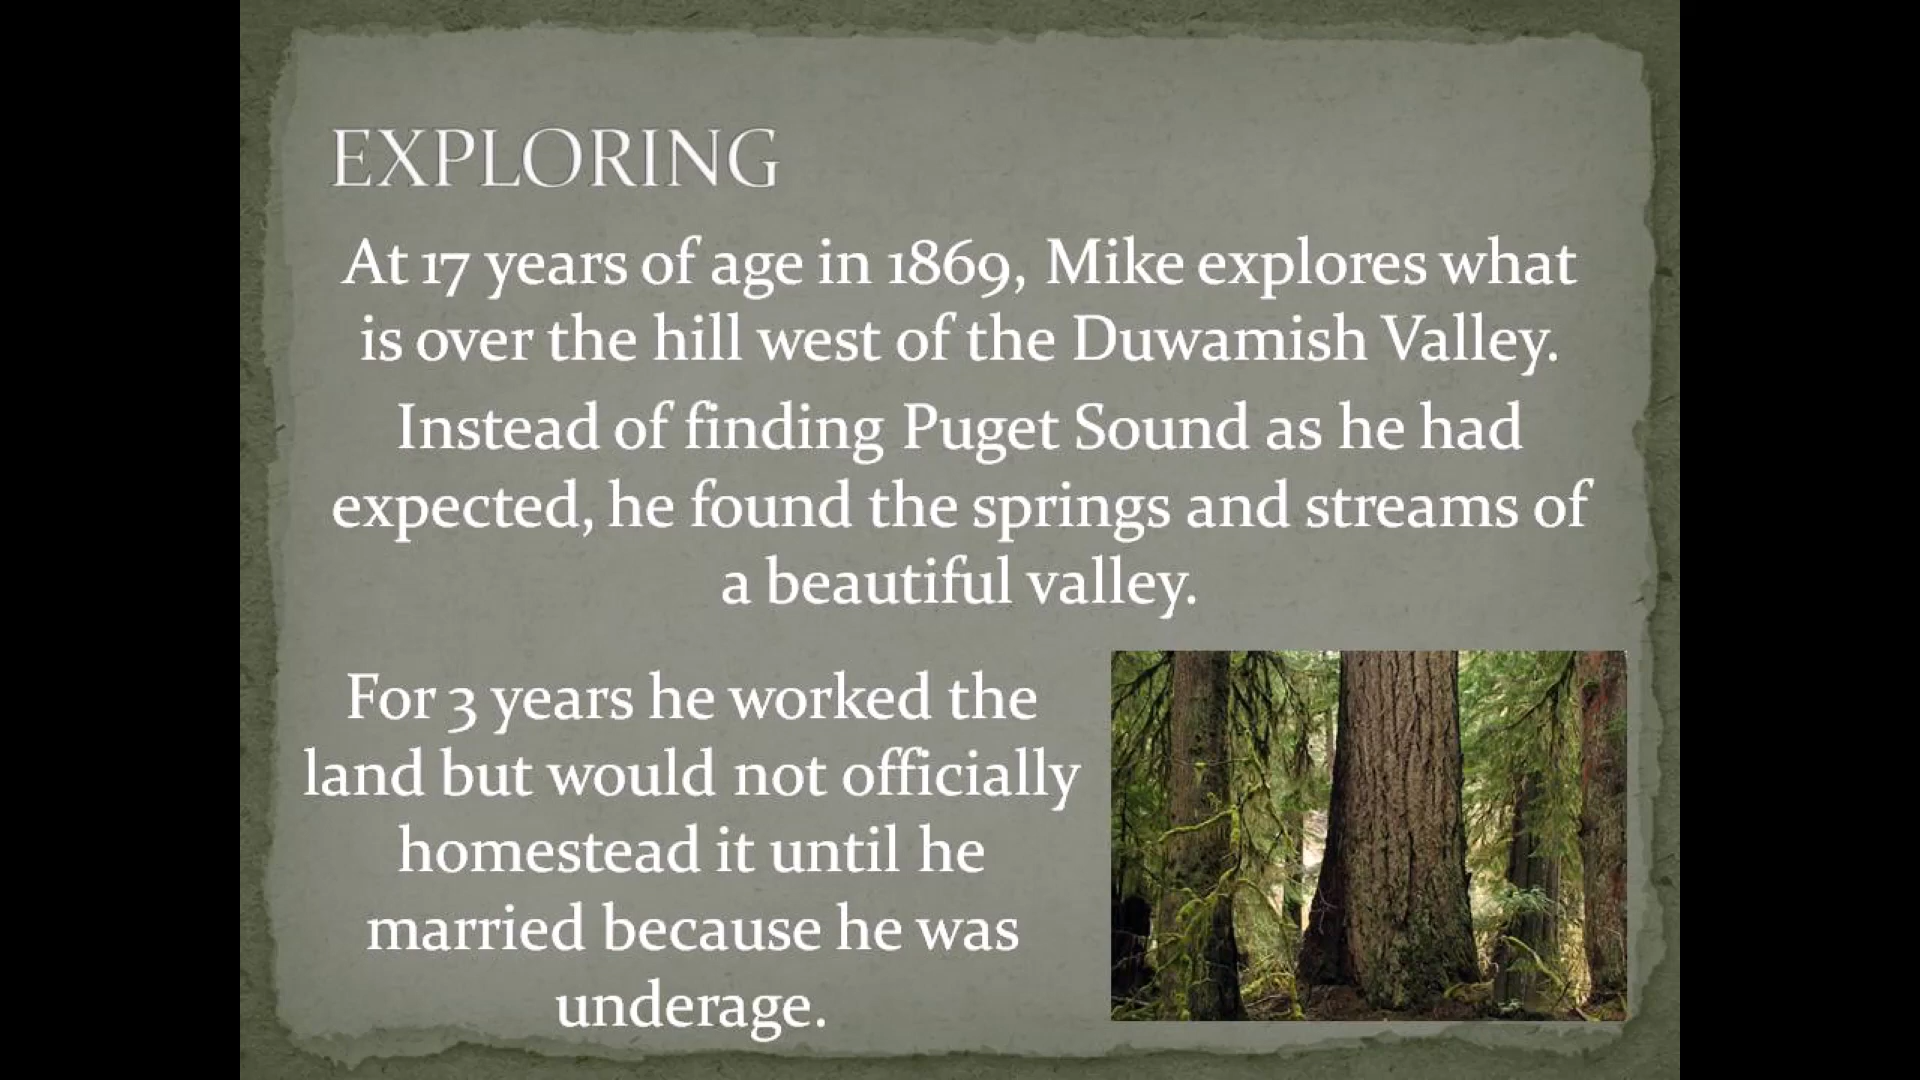 EXPLORING
At 17 years of age in 1869, Mike explores what
is over the hill west of the Duwamish Valley.
Instead of finding Puget Sound as he had
expected, he found the springs and streams of
a beautiful valley.
For 3 years he worked the
land but would not officially
homestead it until he
married because he was
underage.